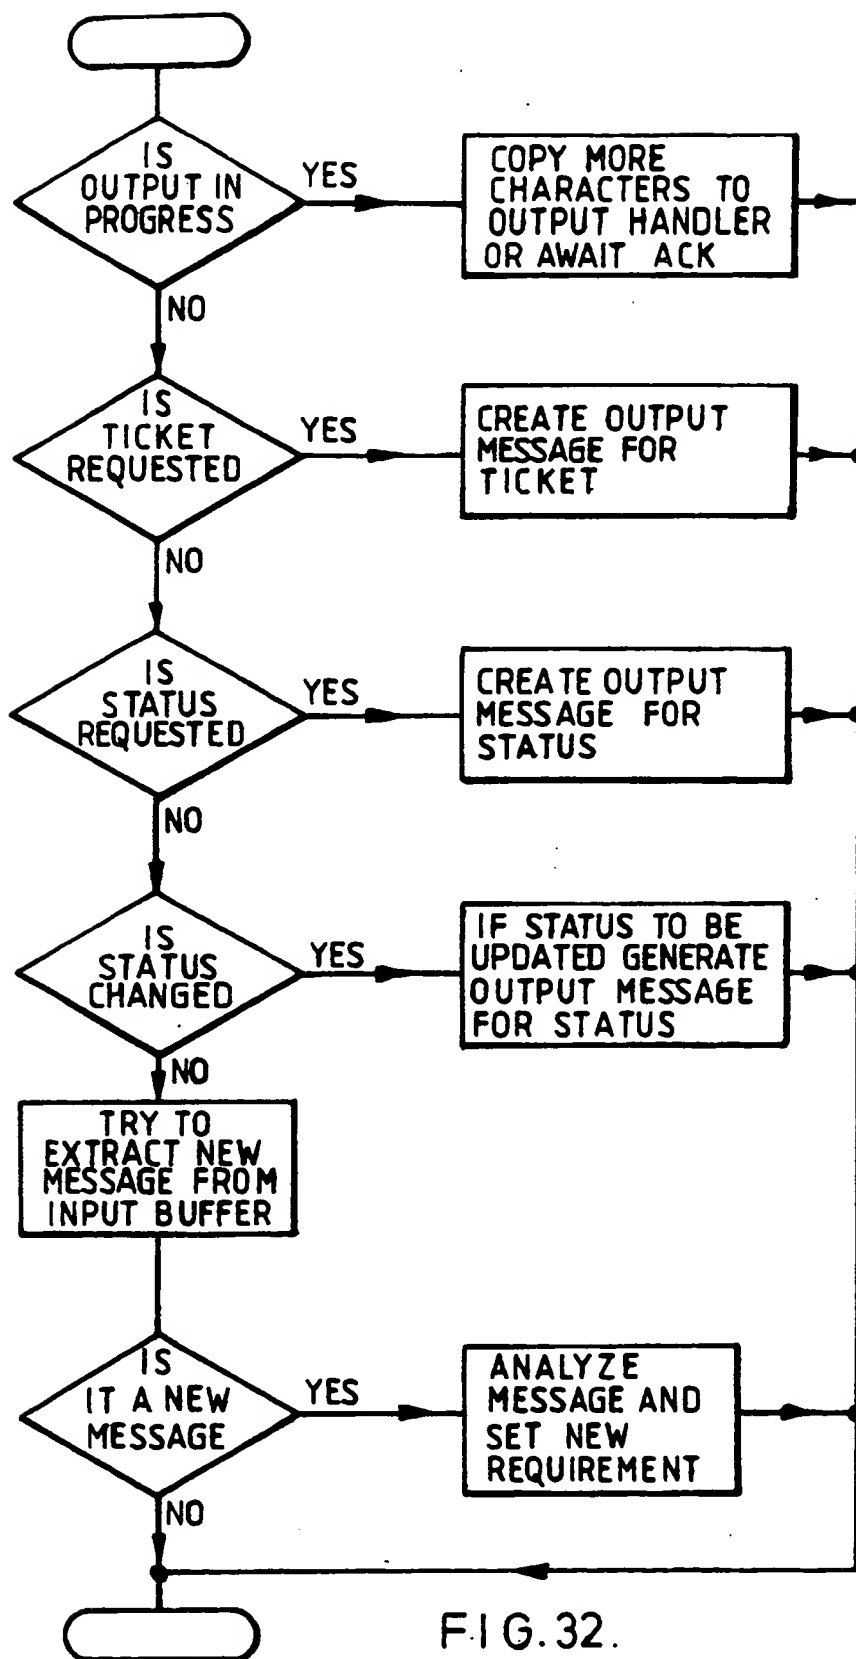 IS
OUTPUT IN
PROGRESS
YES
COPY MORE
CHARACTERS TO
OUTPUT HANDLER
OR AWAIT ACK
NO
IS
TICKET
REQUESTED
YES
CREATE OUTPUT
MESSAGE FOR
TICKET
NO
IS
STATUS
REQUESTED
YES
CREATE OUTPUT
MESSAGE FOR
STATUS
NO
IS
STATUS
CHANGED
YES
IF STATUS TO BE
UPDATED GENERATE
OUTPUT MESSAGE
FOR STATUS
NO
TRY TO
EXTRACT NEW
MESSAGE FROM
INPUT BUFFER
IS
IT A NEW
MESSAGE
YES
ANALYZE
MESSAGE AND
SET NEW
REQUIREMENT
NO
FIG. 32.